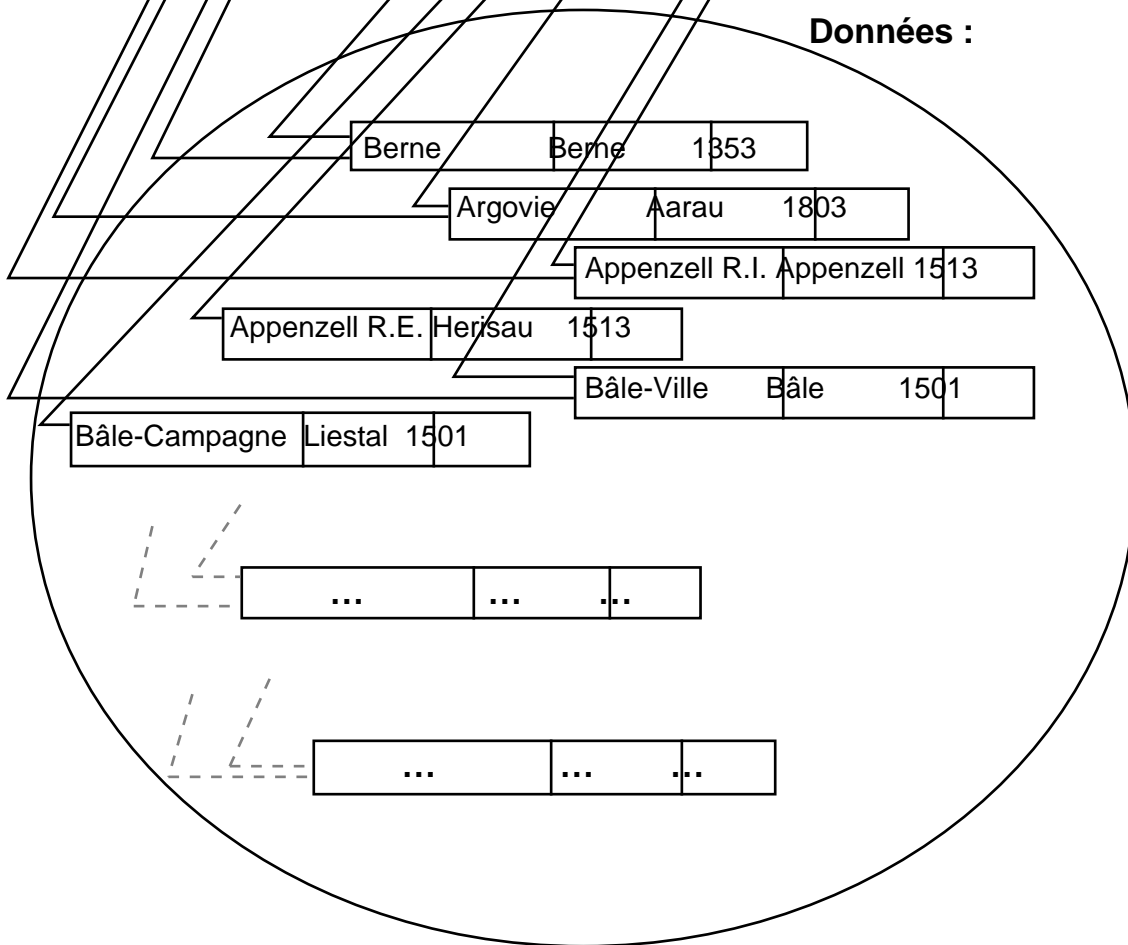 Données :
Berne Berne 1353
Argovie Aarau 1803
Appenzell R.I. Appenzell 1513
Appenzell R.E. Herisau 1513
Bâle-Ville Bâle 1501
Bâle-Campagne Liestal 1501
... ... ...
... ... ...